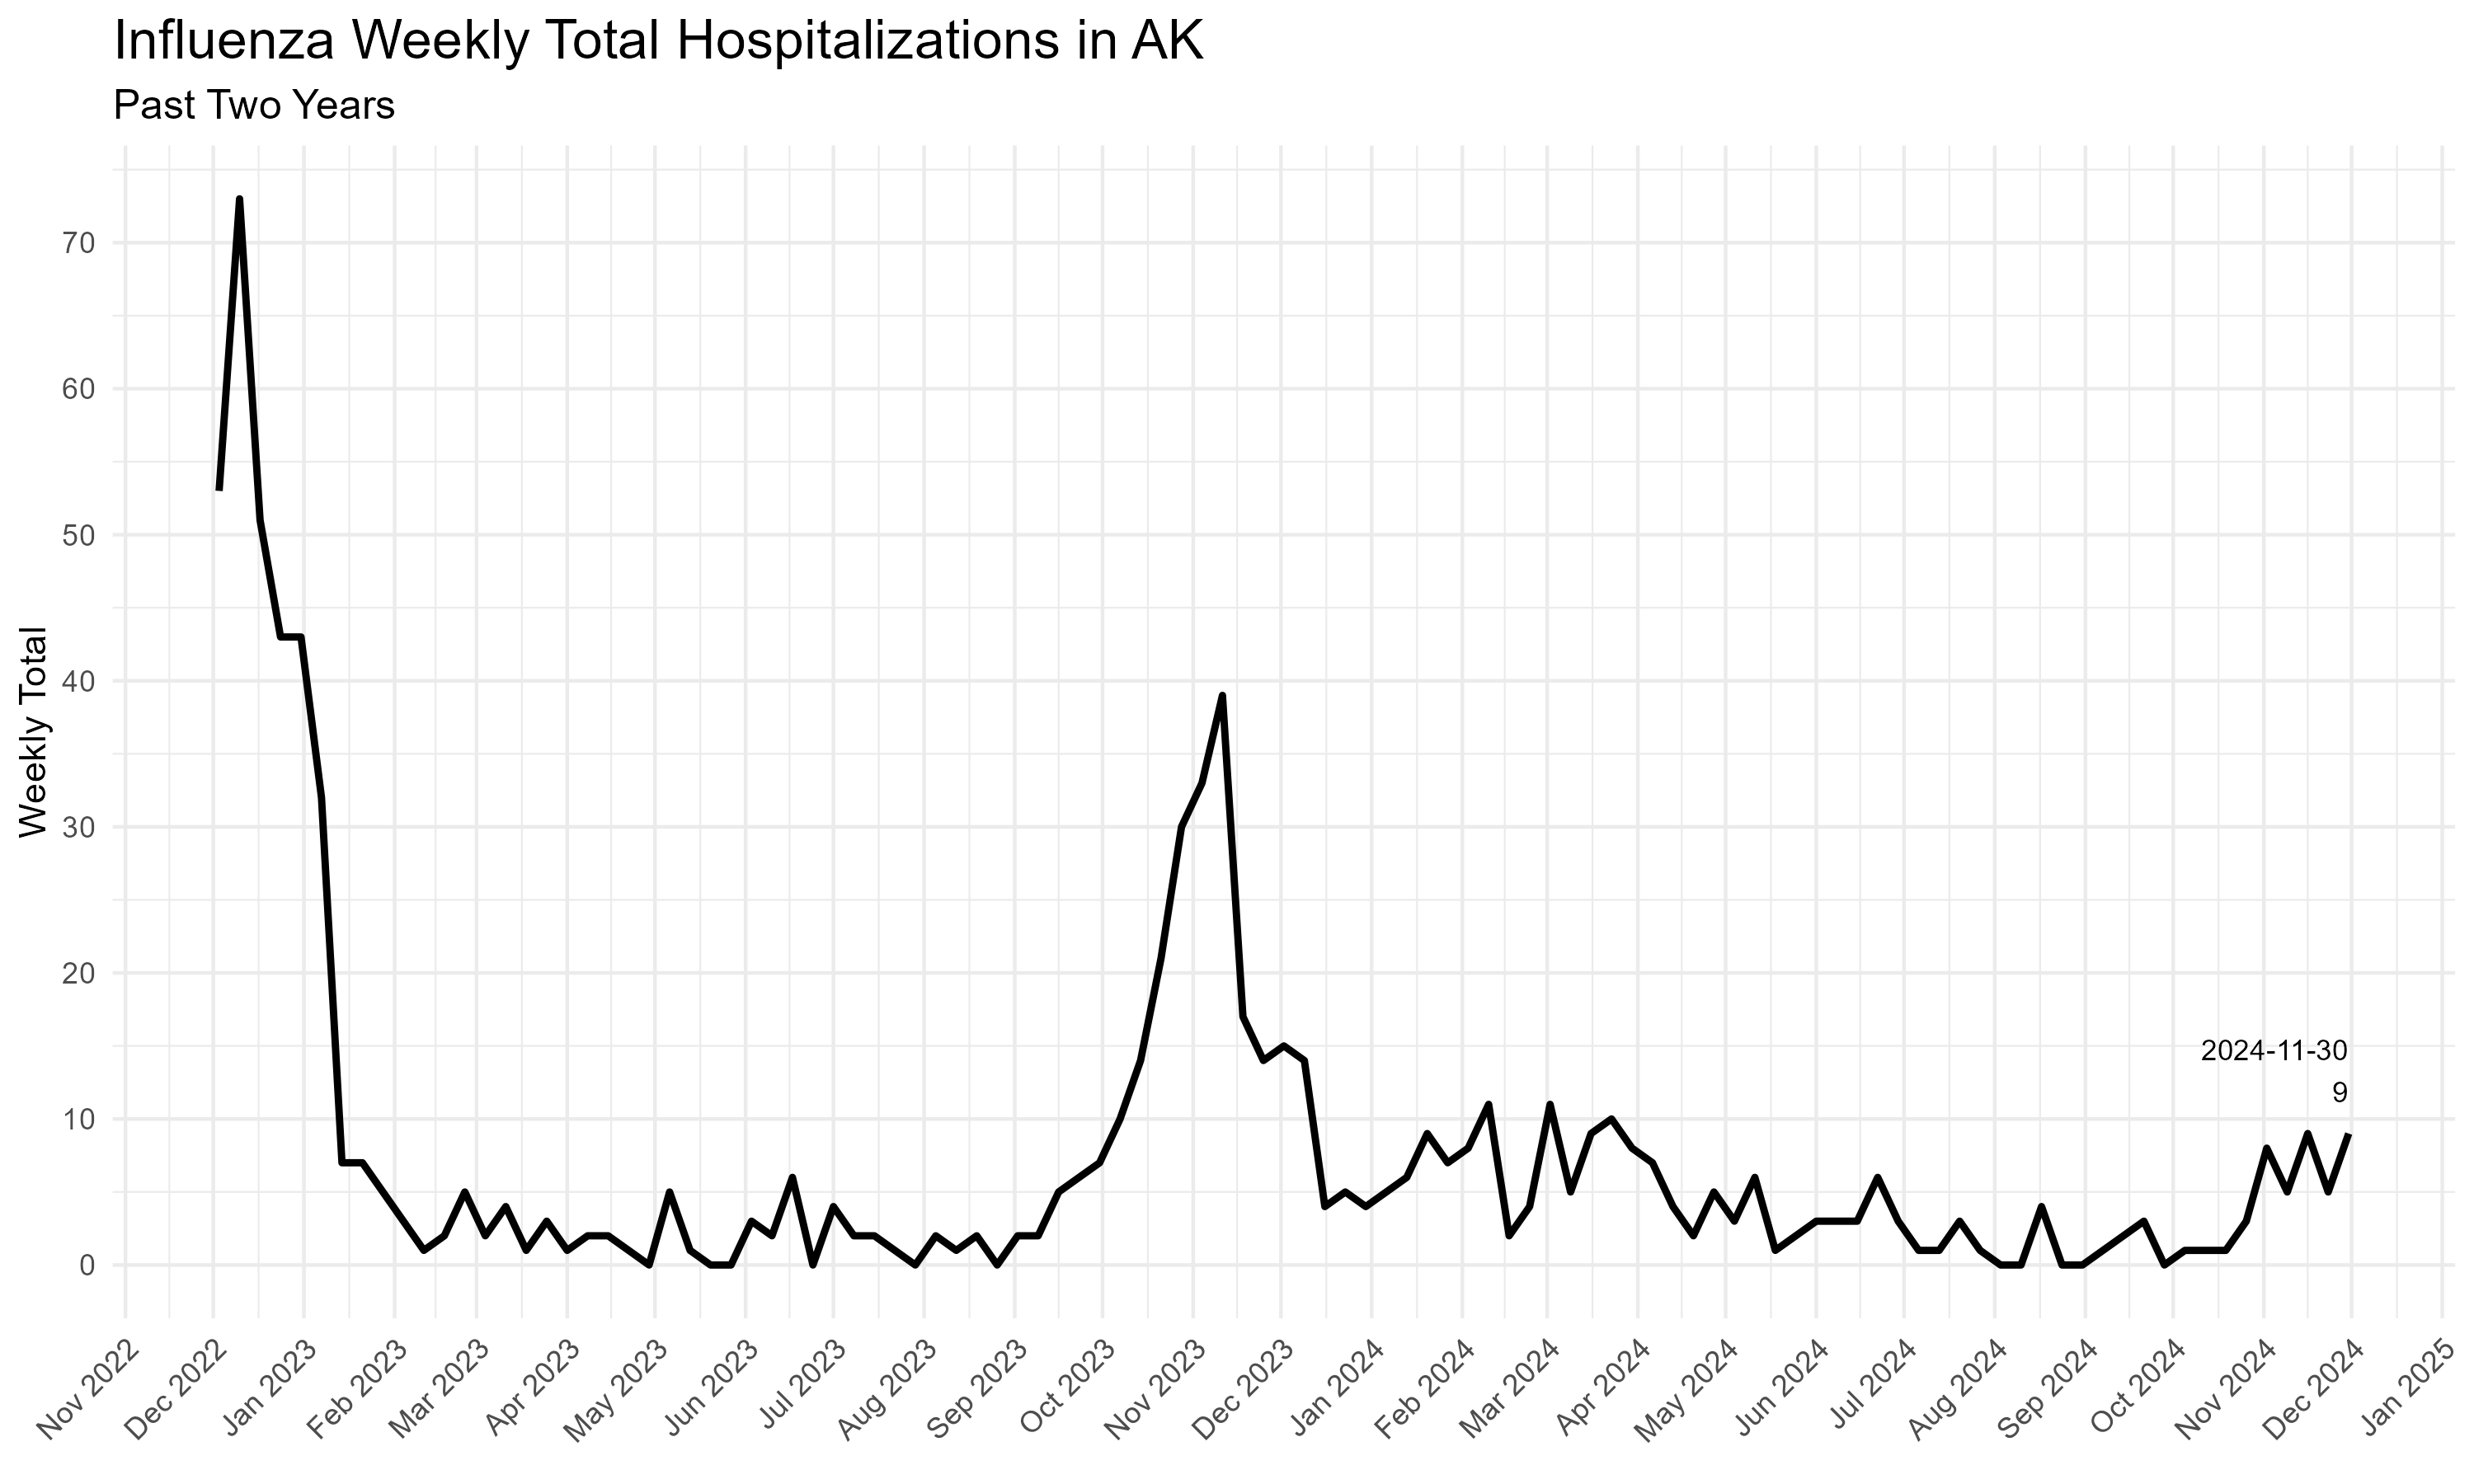 Influenza Weekly Total Hospitalizations in AK
Past Two Years
Weekly Total
70
60
50
40
30
20
10
0
2024-11-30
9
Nov 2022
Dec 2022
Jan 2023
Feb 2023
Mar 2023
Apr 2023
May 2023
Jun 2023
Jul 2023
Aug 2023
Sep 2023
Oct 2023
Nov 2023
Dec 2023
Jan 2024
Feb 2024
Mar 2024
Apr 2024
May 2024
Jun 2024
Jul 2024
Aug 2024
Sep 2024
Oct 2024
Nov 2024
Dec 2024
Jan 2025